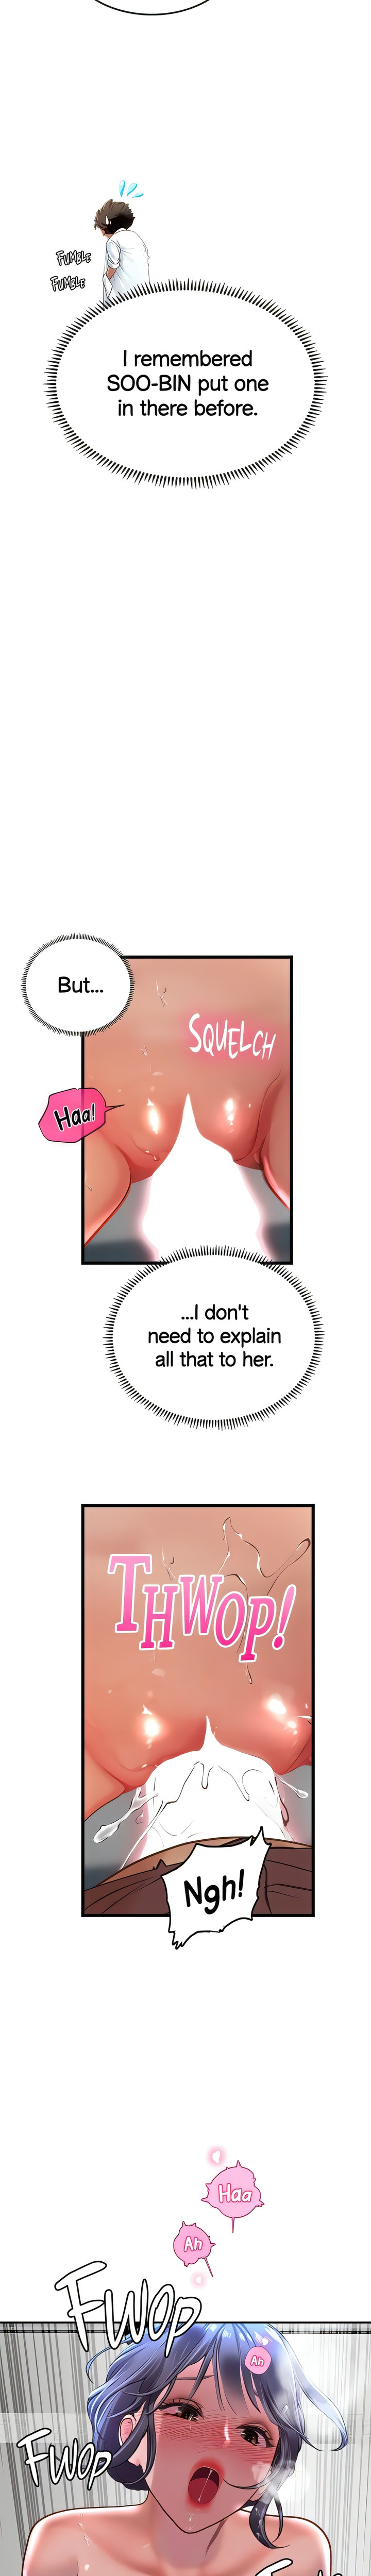 FUMBLE
FUMBLE
I remembered
SOO-BIN put one
in there before.
But...
SQUELCH
Haa!
...I don't
need to explain
all that to her.
THWOP!
Ngh!
Haa
Ah
FWOP
Ah
FWOP